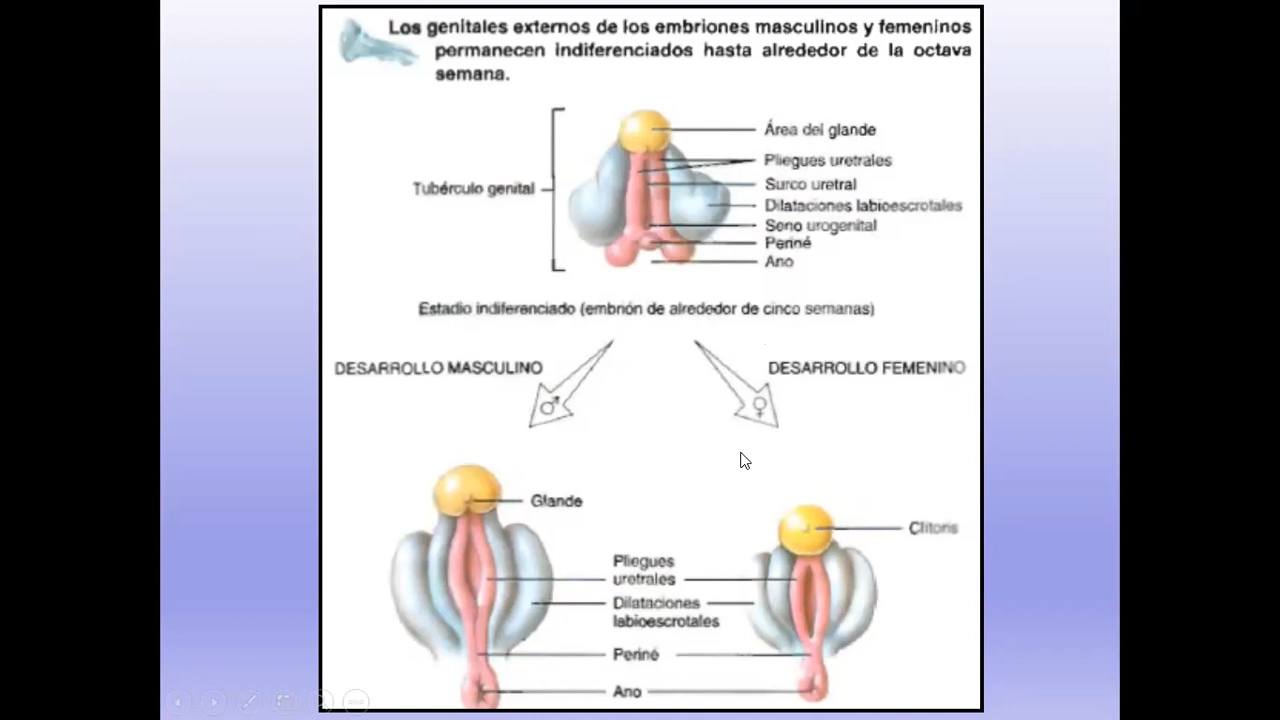 Los genitales externos de los embriones masculinos y femeninos
permanecen indiferenciados hasta alrededor de la octava
semana.
Área del glande
Pliegues uretrales
Tubérculo genital
Surco uretral
Dilataciones labioescrotales
Seno urogenital
Periné
Ano
Estadio indiferenciado (embrión de alrededor de cinco semanas)
DESARROLLO MASCULINO
DESARROLLO FEMENINO
Glande
Clítoris
Pliegues
uretrales
Dilataciones
labioescrotales
Periné
Ano